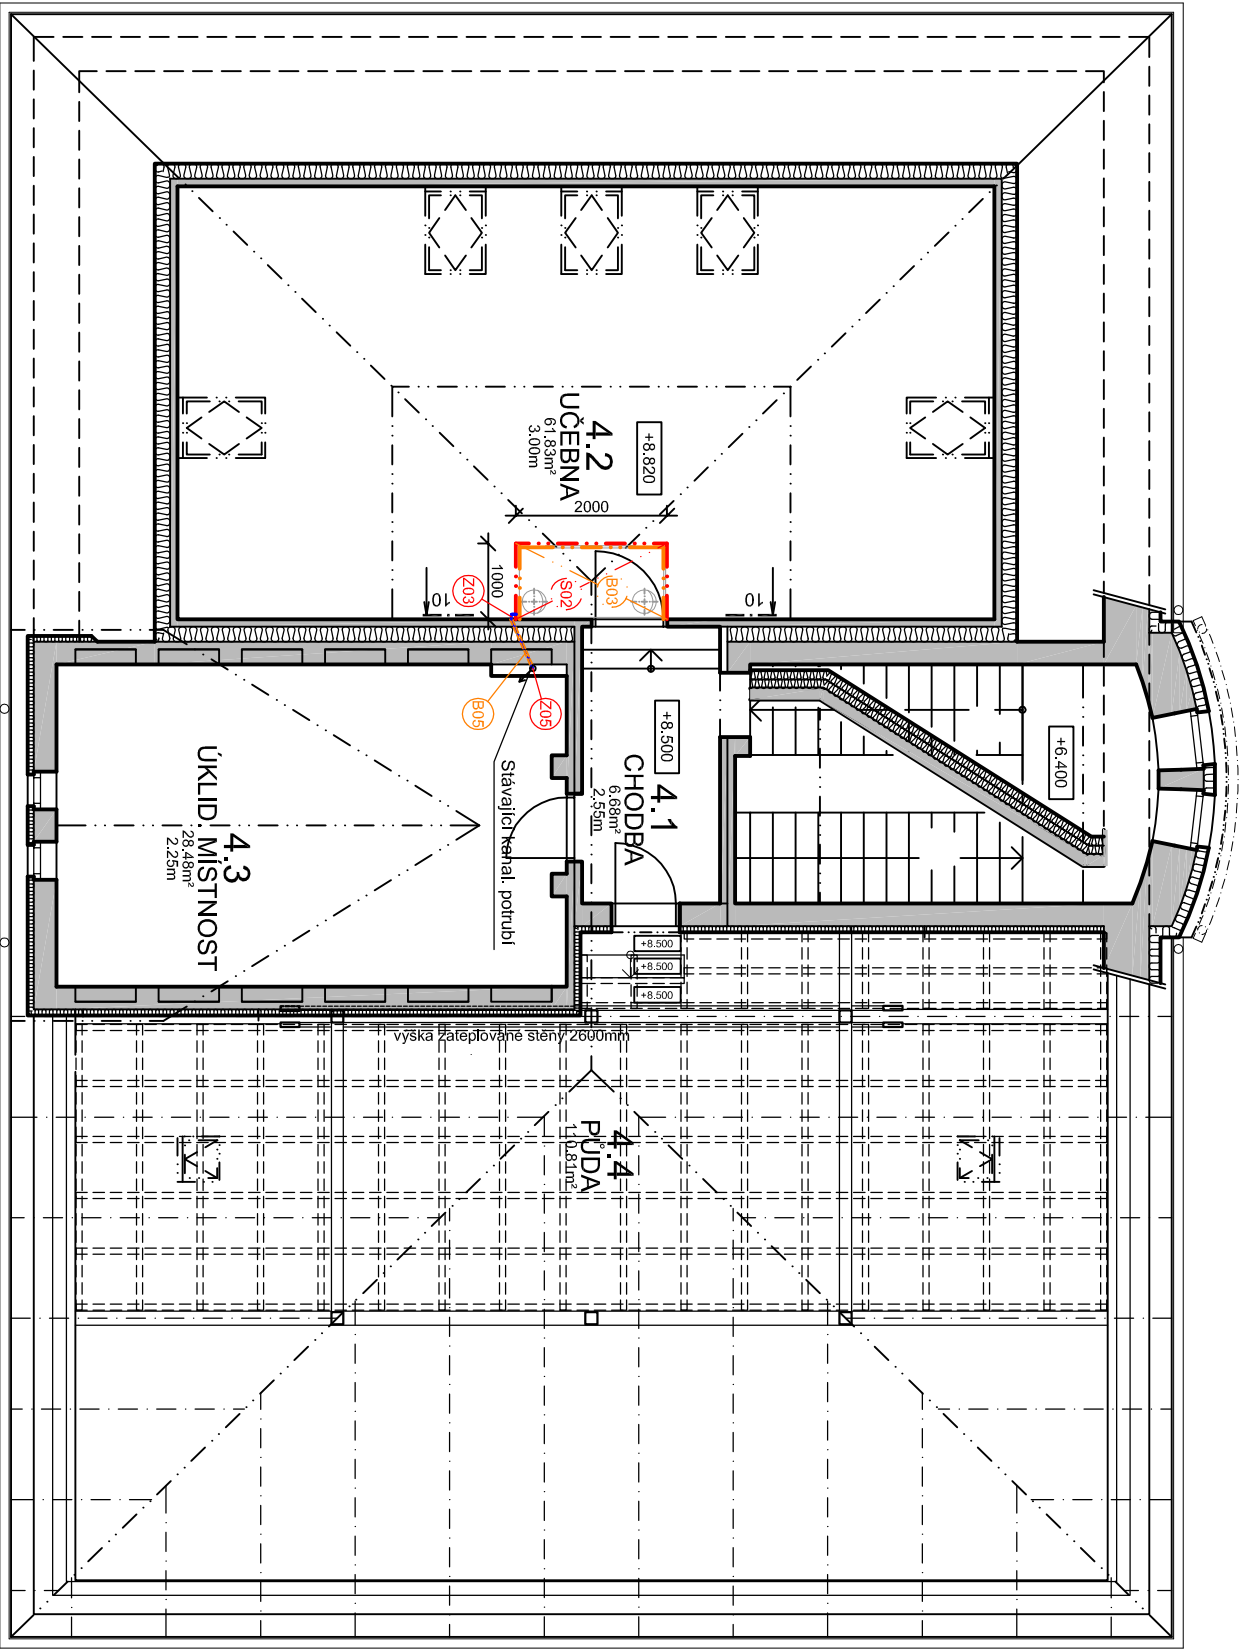 4.2
UČEBNA
61.83m²
3.00m
+8.820
2000
1000
10
10
Z03
S02
B03
B05
Z05
Stávající kanal. potrubí
+8.500
4.1
CHODBA
6.68m²
2.55m
+6.400
4.3
ÚKLID. MÍSTNOST
28.48m²
2.25m
+8.500
+8.500
+8.500
výška zateplované stěny 2600mm
4.4
PŮDA
110.81m²